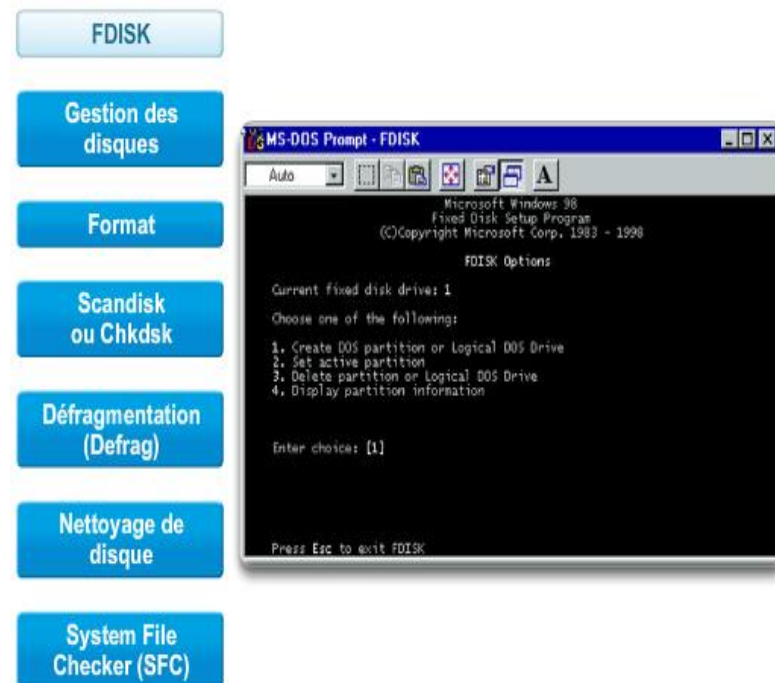 FDISK
Gestion des
disques
Format
Scandisk
ou Chkdsk
Défragmentation
(Defrag)
Nettoyage de
disque
System File
Checker (SFC)
MS-DOS Prompt - FDISK
Auto
A
Microsoft Windows 98
Fixed Disk Setup Program
(C)Copyright Microsoft Corp. 1983 - 1998
FDISK Options
Current fixed disk drive: 1
Choose one of the following:
1. Create DOS partition or Logical DOS Drive
2. Set active partition
3. Delete partition or Logical DOS Drive
4. Display partition information
Enter choice: [1]
Press Esc to exit FDISK